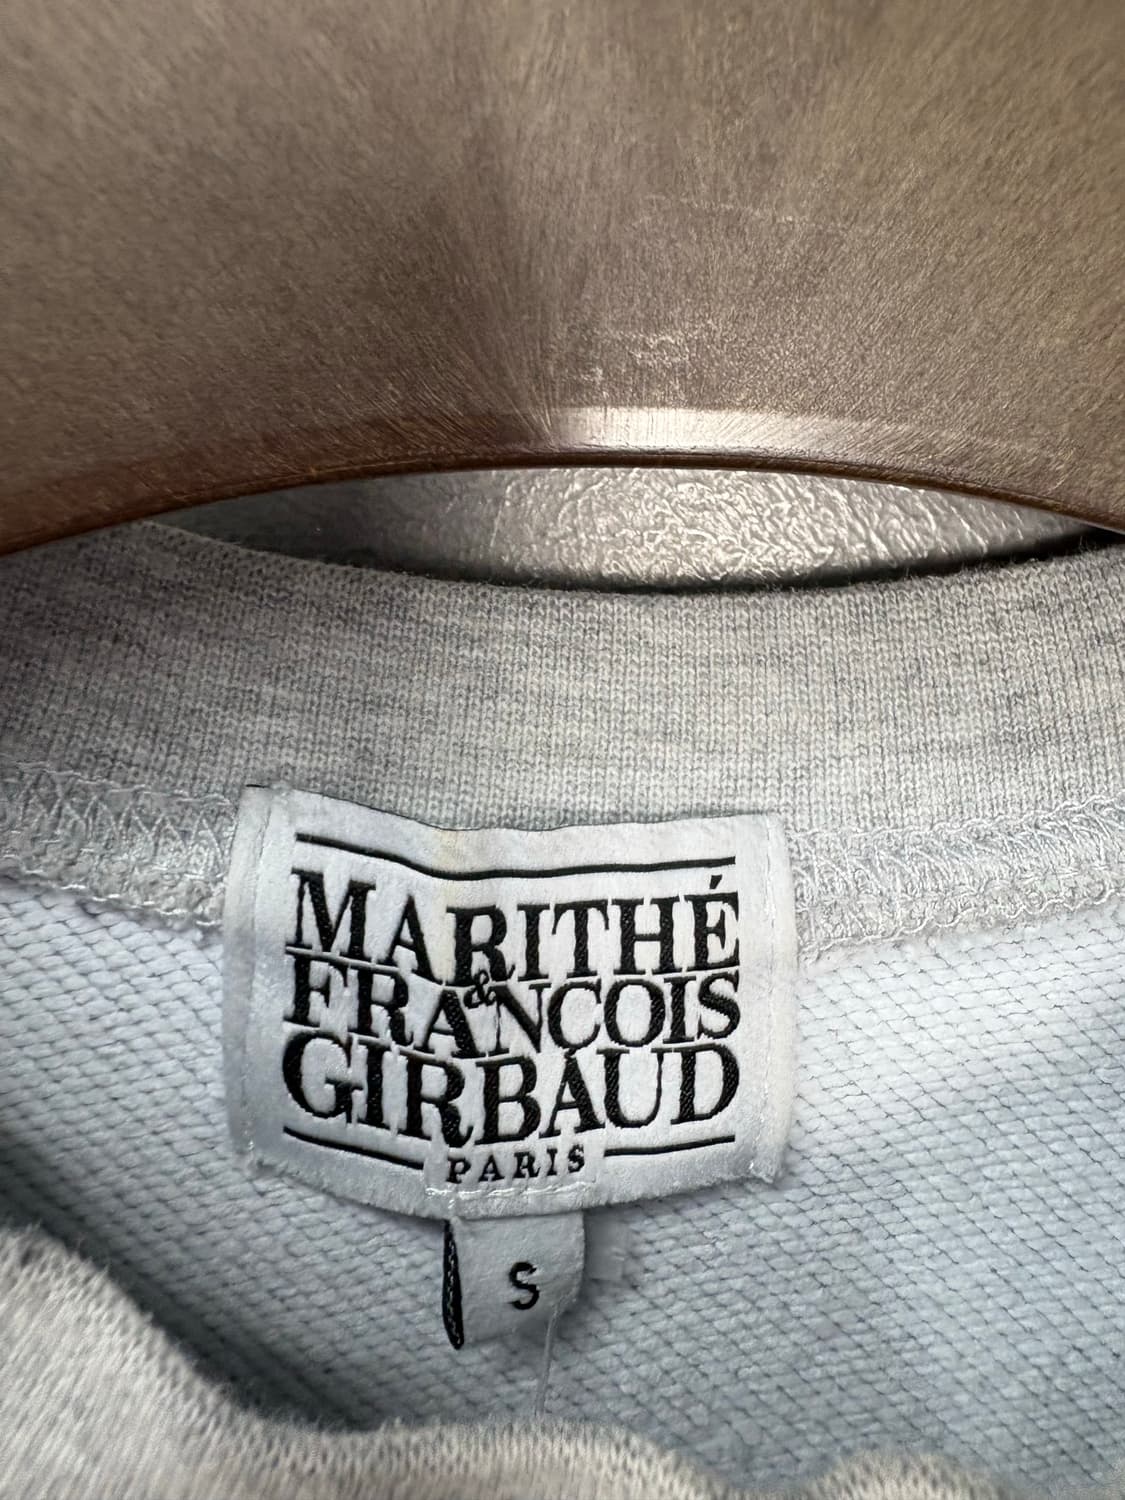 MARITHÉ
&
FRANCOIS
GIRBAUD
PARIS
S